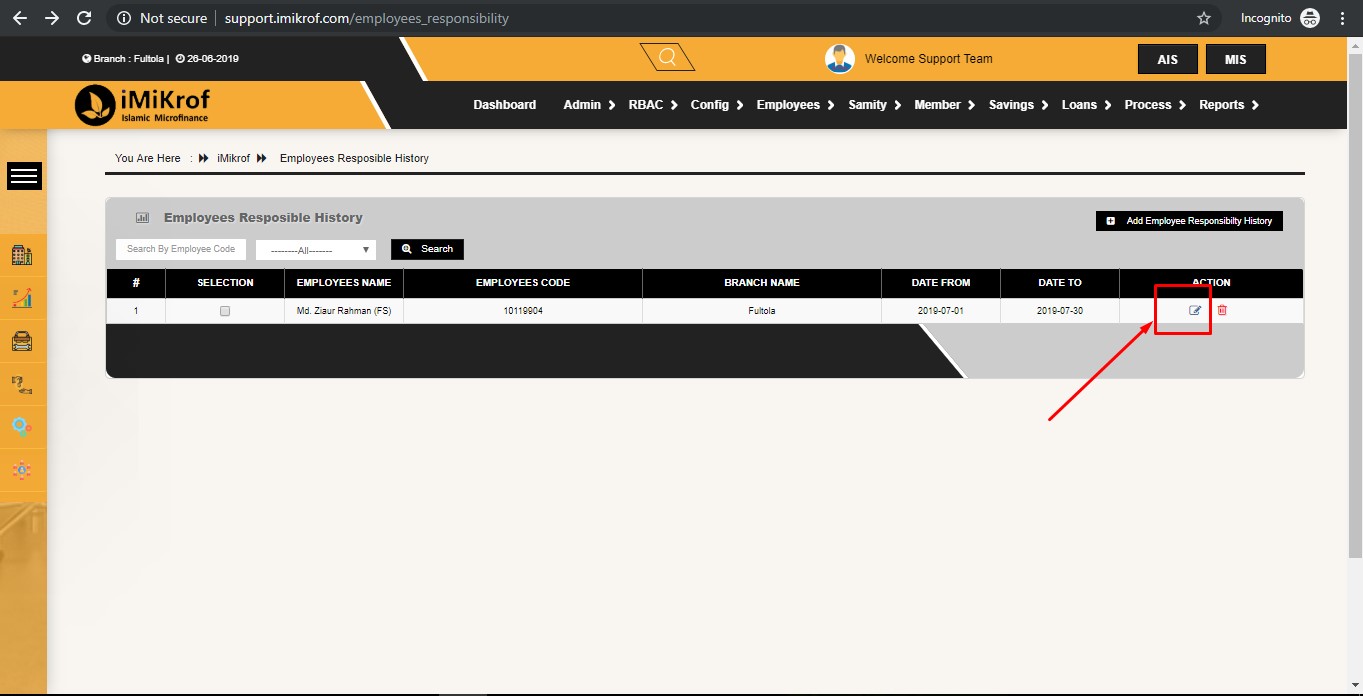 Not secure | support.imikrof.com/employees_responsibility
Incognito
Branch : Fultola | 26-06-2019
Welcome Support Team
AIS
MIS
iMiKrof
Islamic Microfinance
Dashboard Admin RBAC Config Employees Samity Member Savings Loans Process Reports
You Are Here : iMikrof Employees Resposible History
Employees Resposible History
Add Employee Responsibilty History
Search By Employee Code
--------All-------
Search
# SELECTION EMPLOYEES NAME EMPLOYEES CODE BRANCH NAME DATE FROM DATE TO ACTION
1 Md. Ziaur Rahman (FS) 10119904 Fultola 2019-07-01 2019-07-30